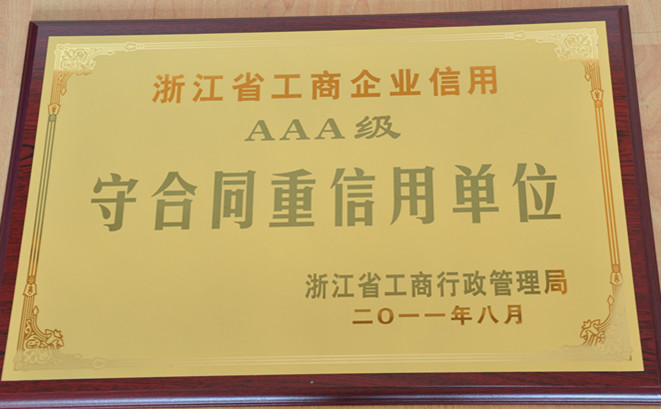 浙江省工商企业信用
AAA级
守合同重信用单位
浙江省工商行政管理局
二〇一一年八月